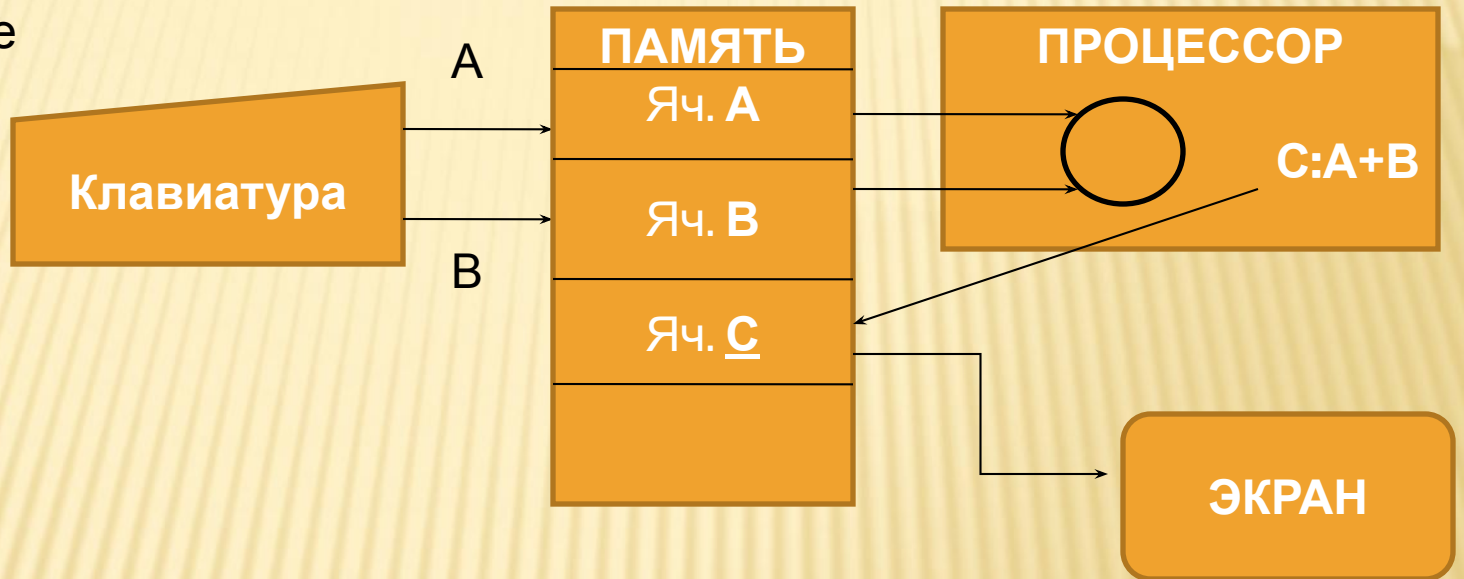 е
А
ПАМЯТЬ
ПРОЦЕССОР
Яч. А
С:А+В
Клавиатура
Яч. В
В
Яч. С
ЭКРАН